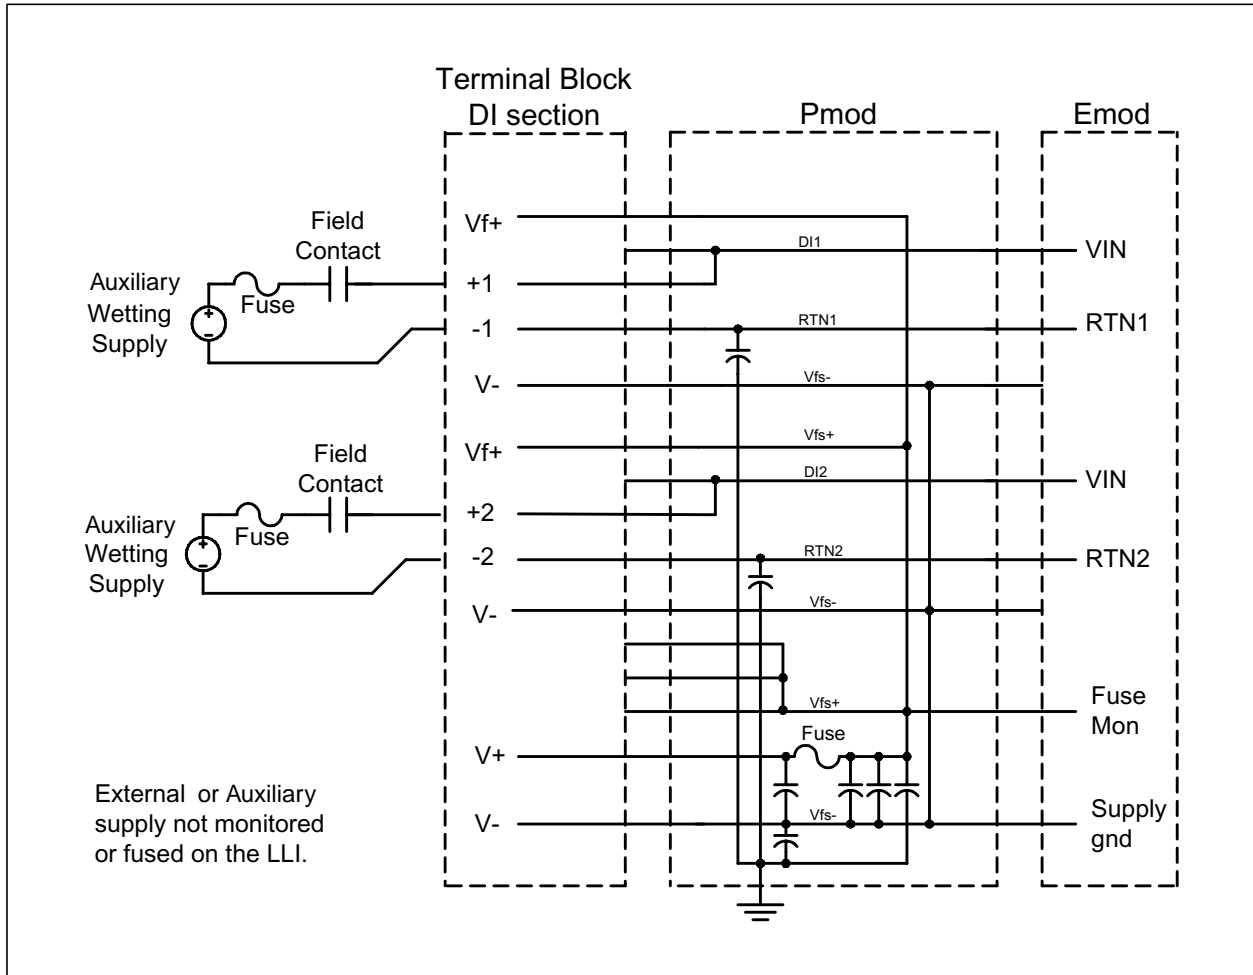 Terminal Block
DI section
Pmod
Emod
Vf+
Field
Contact
DI1
VIN
Auxiliary
Wetting
Supply
Fuse
+
-
+1
-1
RTN1
RTN1
V-
Vfs-
Vf+
Vfs+
Field
Contact
DI2
VIN
Auxiliary
Wetting
Supply
Fuse
+
-
+2
-2
RTN2
RTN2
V-
Vfs-
Vfs+
Fuse
Mon
Fuse
V+
External or Auxiliary
supply not monitored
or fused on the LLI.
V-
Vfs-
Supply
gnd